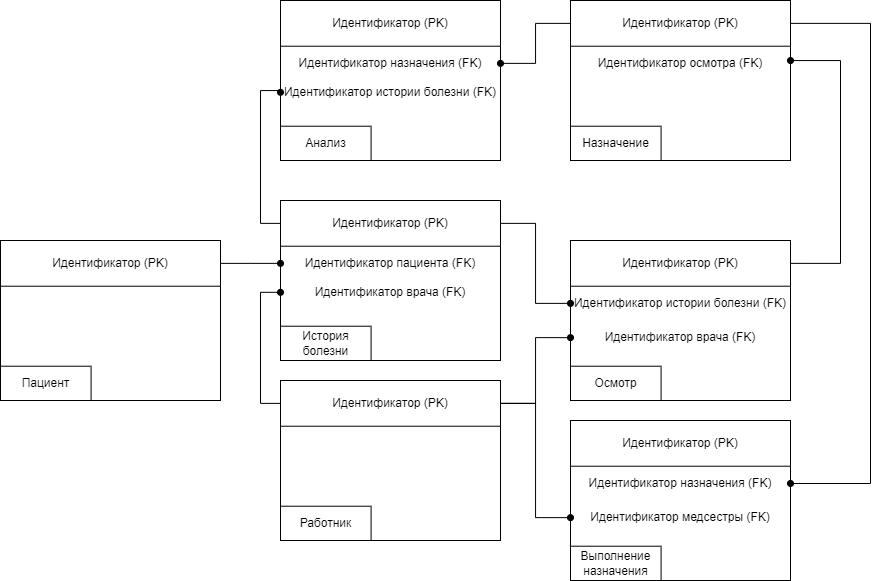 Идентификатор (PK)
Идентификатор назначения (FK)
Идентификатор истории болезни (FK)
Анализ
Идентификатор (PK)
Идентификатор осмотра (FK)
Назначение
Идентификатор (PK)
Пациент
Идентификатор (PK)
Идентификатор пациента (FK)
Идентификатор врача (FK)
История
болезни
Идентификатор (PK)
Идентификатор истории болезни (FK)
Идентификатор врача (FK)
Осмотр
Идентификатор (PK)
Работник
Идентификатор (PK)
Идентификатор назначения (FK)
Идентификатор медсестры (FK)
Выполнение
назначения